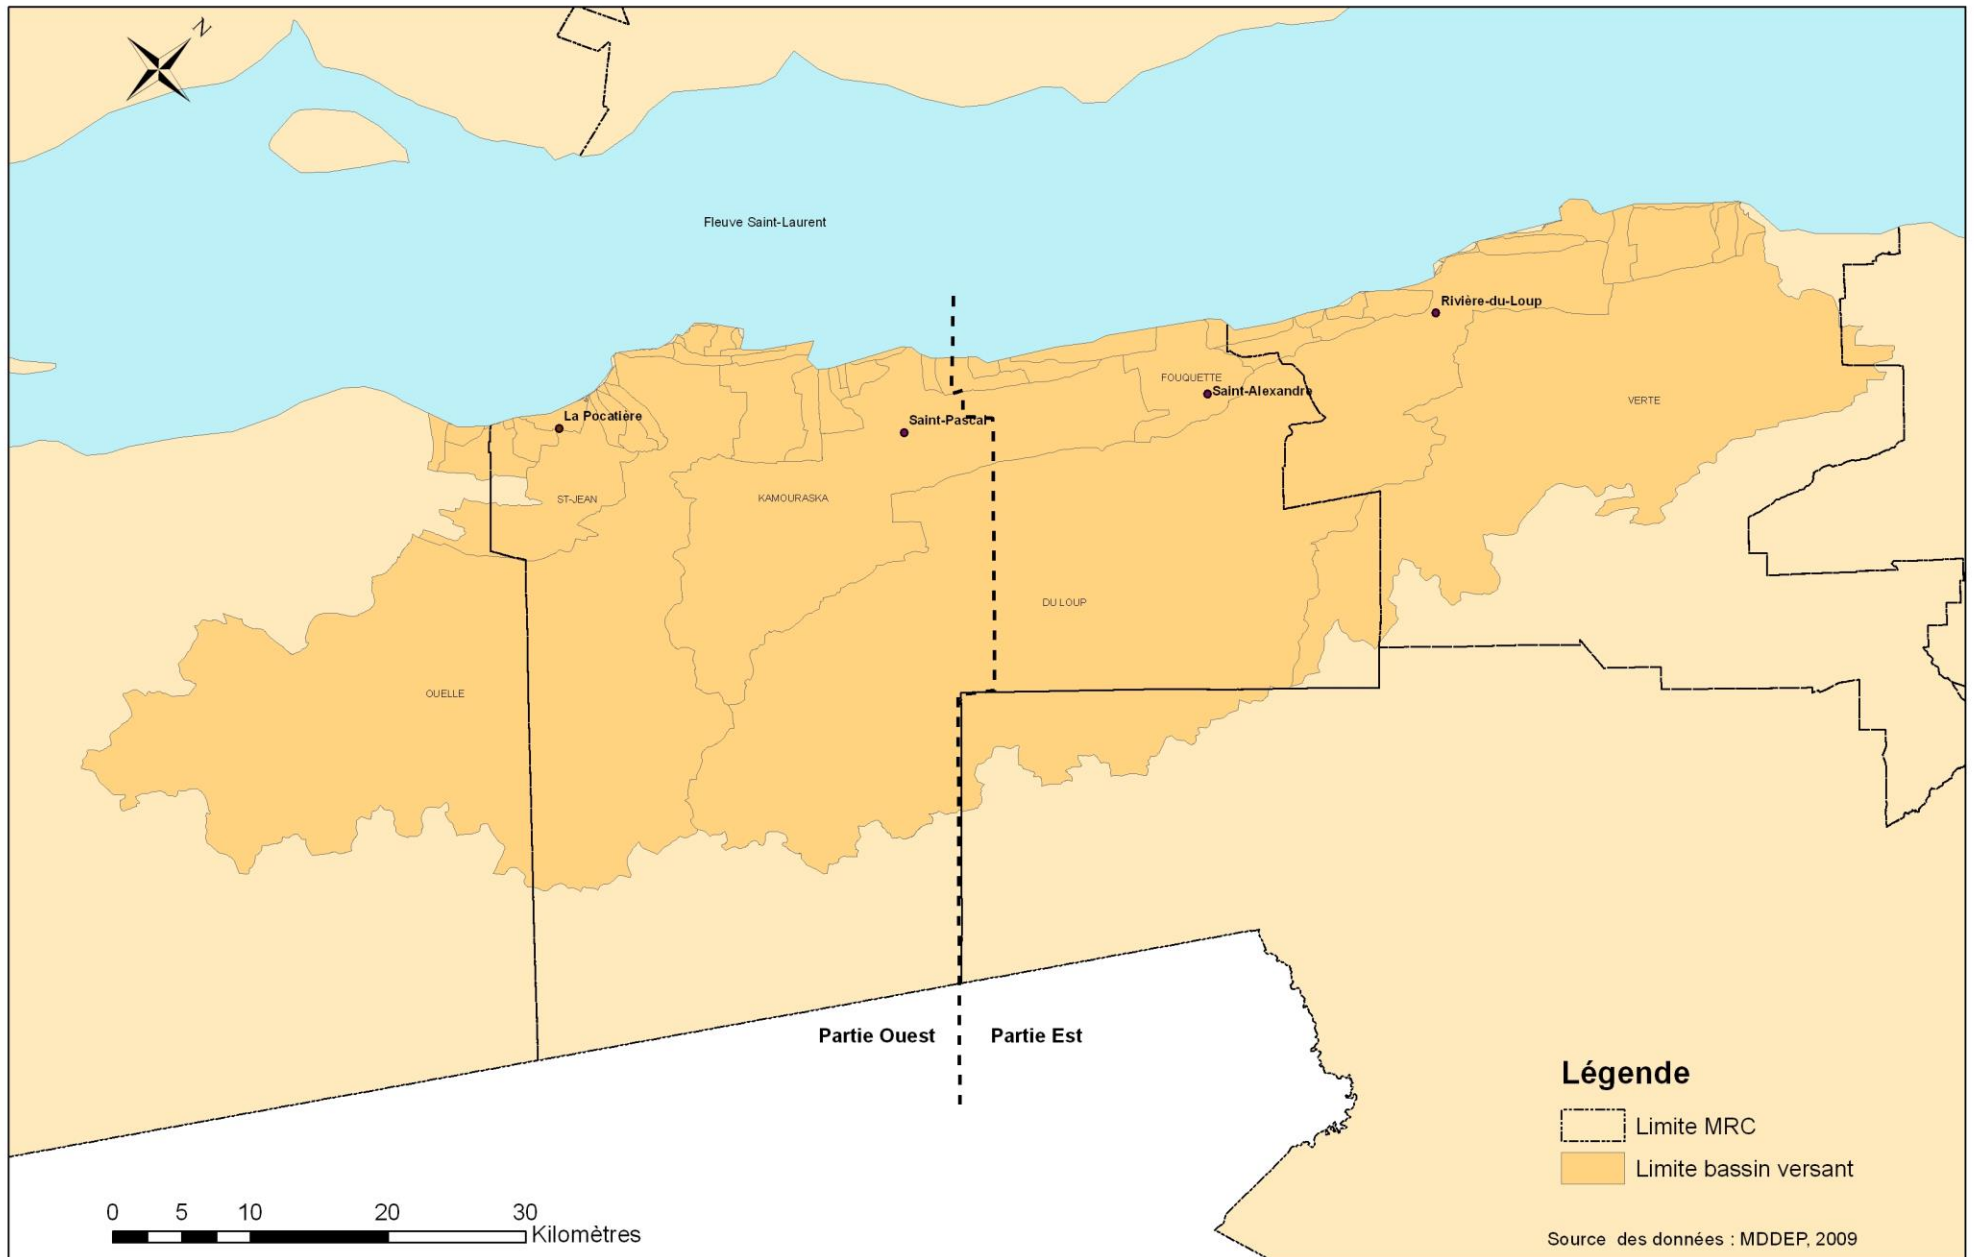 N
Fleuve Saint-Laurent
Rivière-du-Loup
FOUQUETTE
Saint-Alexandre
VERTE
La Pocatière
Saint-Pascal
ST-JEAN
KAMOURASKA
DU LOUP
OUELLE
Partie Ouest
Partie Est
Légende
Limite MRC
Limite bassin versant
0 5 10 20 30
Kilomètres
Source des données : MDDEP, 2009